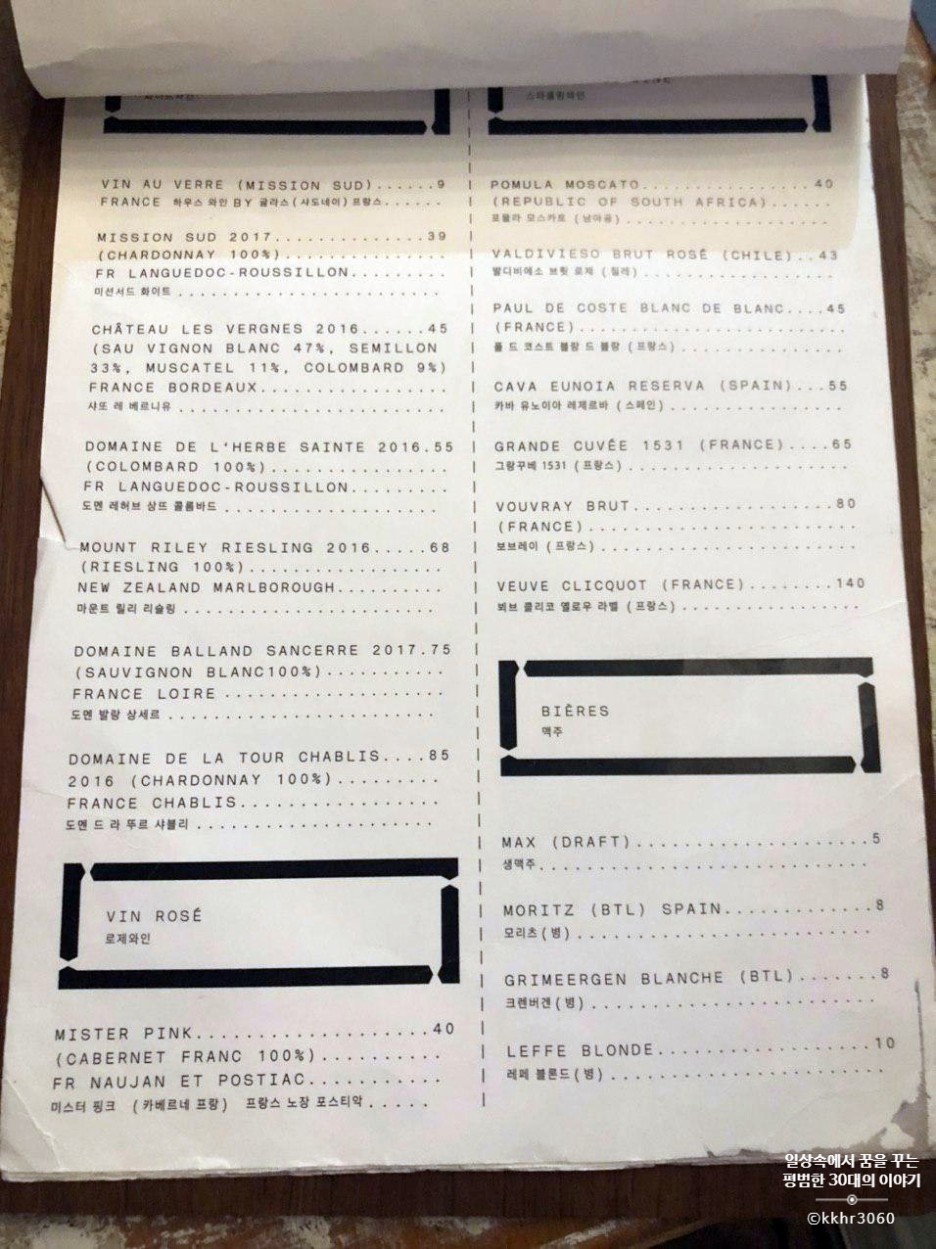 VIN AU VERRE (MISSION SUD)......9
FRANCE 하우스 와인 BY 글라스 (샤도네이) 프랑스......
MISSION SUD 2017...............39
(CHARDONNAY 100%)................
FR LANGUEDOC-ROUSSILLON.........
미션서드 화이트 ........................
CHÂTEAU LES VERGNES 2016......45
(SAU VIGNON BLANC 47%, SEMILLON
33%, MUSCATEL 11%, COLOMBARD 9%)
FRANCE BORDEAUX.................
샤또 레 베르니유 ........................
DOMAINE DE L'HERBE SAINTE 2016.55
(COLOMBARD 100%)................
FR LANGUEDOC-ROUSSILLON.........
도멘 레허브 상뜨 콜롬바드 ....................
MOUNT RILEY RIESLING 2016.....68
(RIESLING 100%).................
NEW ZEALAND MARLBOROUGH.........
마운트 릴리 리슬링 ......................
DOMAINE BALLAND SANCERRE 2017.75
(SAUVIGNON BLANC100%)...........
FRANCE LOIRE ...................
도멘 발랑 상세르 ........................
DOMAINE DE LA TOUR CHABLIS....85
2016 (CHARDONNAY 100%).........
FRANCE CHABLIS.................
도멘 드 라 뚜르 샤블리 .....................
VIN ROSÉ
로제와인
MISTER PINK....................40
(CABERNET FRANC 100%)..........
FR NAUJAN ET POSTIAC...........
미스터 핑크 (카베르네 프랑) 프랑스 노장 포스티악 ......
스파클링와인
POMULA MOSCATO................40
(REPUBLIC OF SOUTH AFRICA)......
포뮬라 모스카토 (남아공) .....................
VALDIVIESO BRUT ROSÉ (CHILE)..43
발디비에소 브륏 로제 (칠레) ...................
PAUL DE COSTE BLANC DE BLANC....45
(FRANCE)........................
폴 드 코스트 블랑 드 블랑 (프랑스) ................
CAVA EUNOIA RESERVA (SPAIN)...55
카바 유노이아 레제르바 (스페인) .................
GRANDE CUVÉE 1531 (FRANCE)....65
그랑꾸베 1531 (프랑스) .....................
VOUVRAY BRUT..................80
(FRANCE).......................
보브레이 (프랑스) ........................
VEUVE CLICQUOT (FRANCE)........140
뵈브 클리코 옐로우 라벨 (프랑스) ................
BIÈRES
맥주
MAX (DRAFT)....................5
생맥주............................
MORITZ (BTL) SPAIN.............8
모리츠 (병) ..........................
GRIMEERGEN BLANCHE (BTL).......8
크렌버겐 (병) .........................
LEFFE BLONDE..................10
레페 블론드 (병) .......................
일상속에서 꿈을 꾸는
평범한 30대의 이야기
©kkhr3060